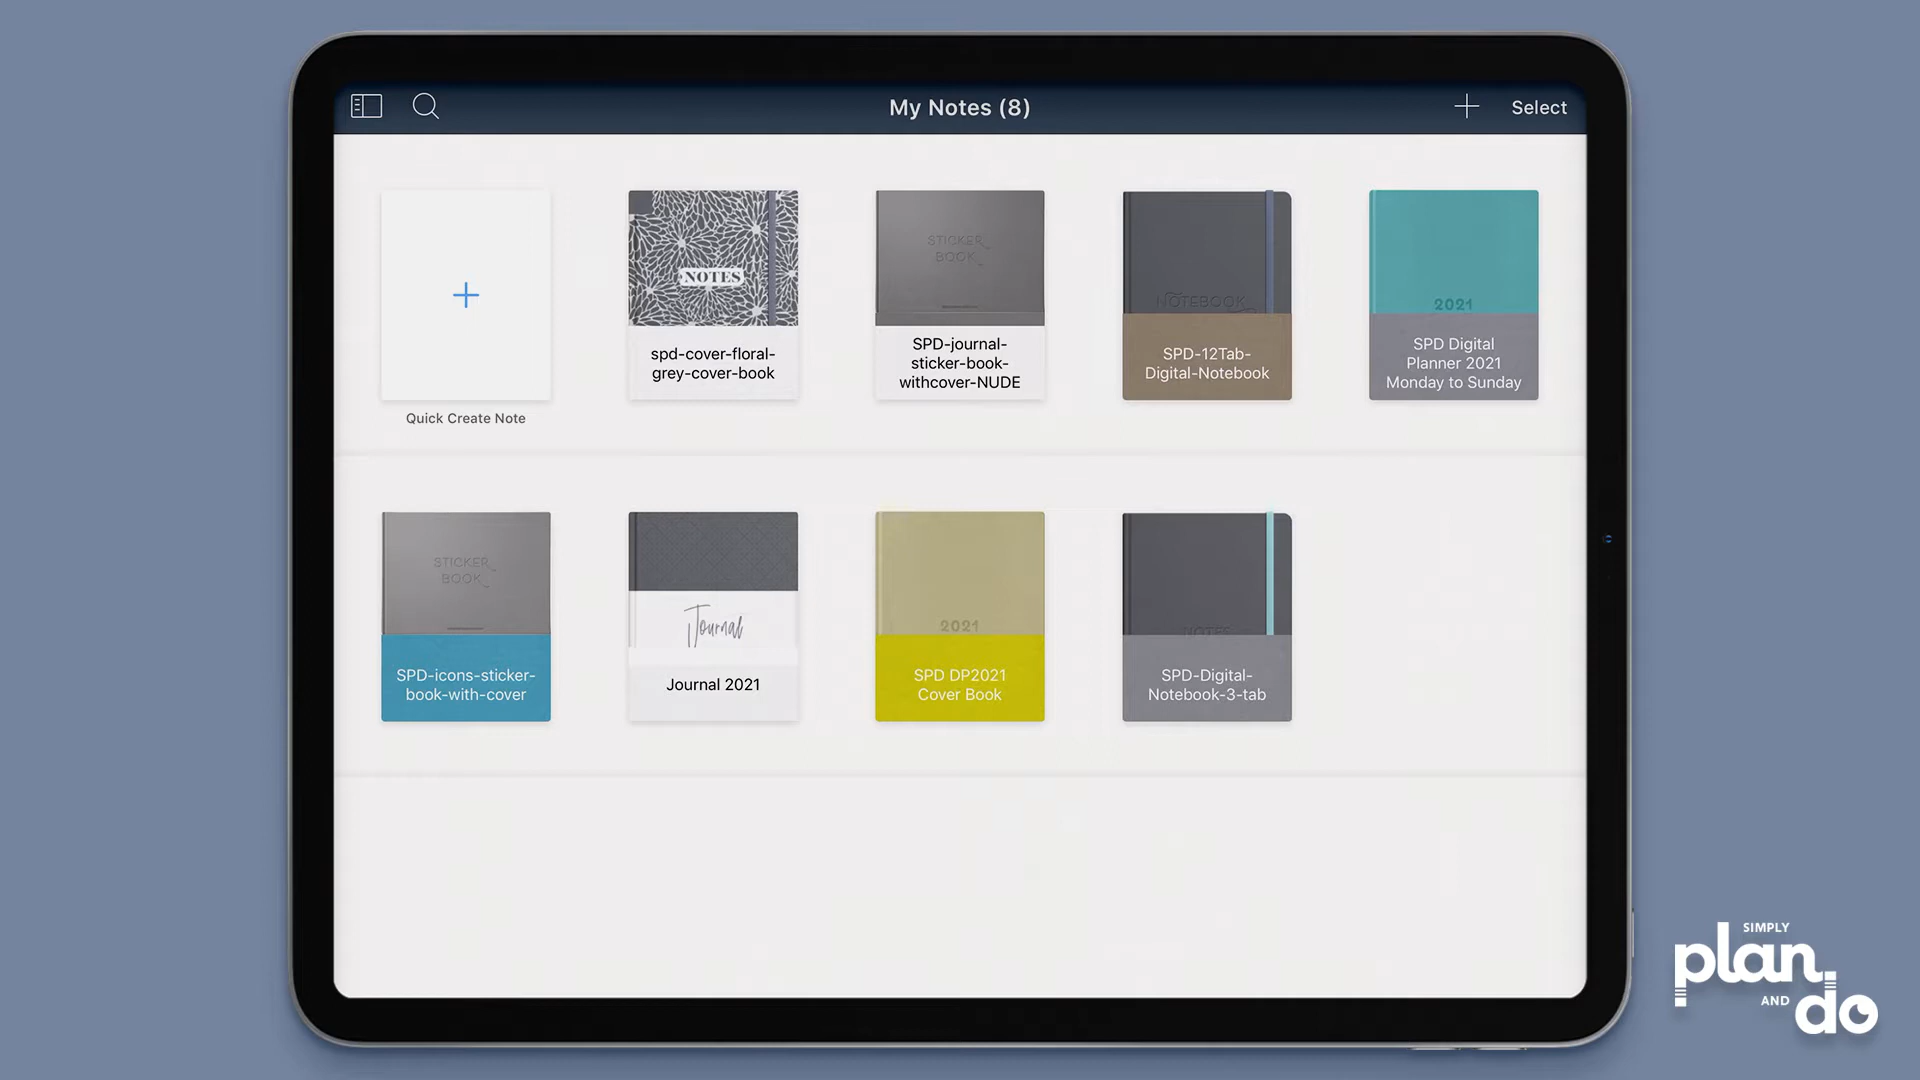 My Notes (8)
Select
NOTES
STICKER
BOOK
NOTEBOOK
2021
spd-cover-floral-
grey-cover-book
SPD-journal-
sticker-book-
withcover-NUDE
SPD-12Tab-
Digital-Notebook
SPD Digital
Planner 2021
Monday to Sunday
Quick Create Note
STICKER
BOOK
Journal
2021
NOTES
SPD-icons-sticker-
book-with-cover
Journal 2021
SPD DP2021
Cover Book
SPD-Digital-
Notebook-3-tab
SIMPLY
plan
AND
do